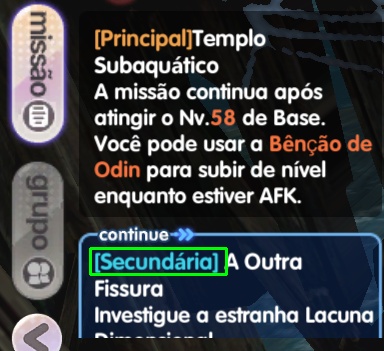 missão
grupo
[Principal]Templo
Subaquático
A missão continua após
atingir o Nv.58 de Base.
Você pode usar a Bênção de
Odin para subir de nível
enquanto estiver AFK.
continue
[Secundária] A Outra
Fissura
Investigue a estranha Lacuna
Dimensional